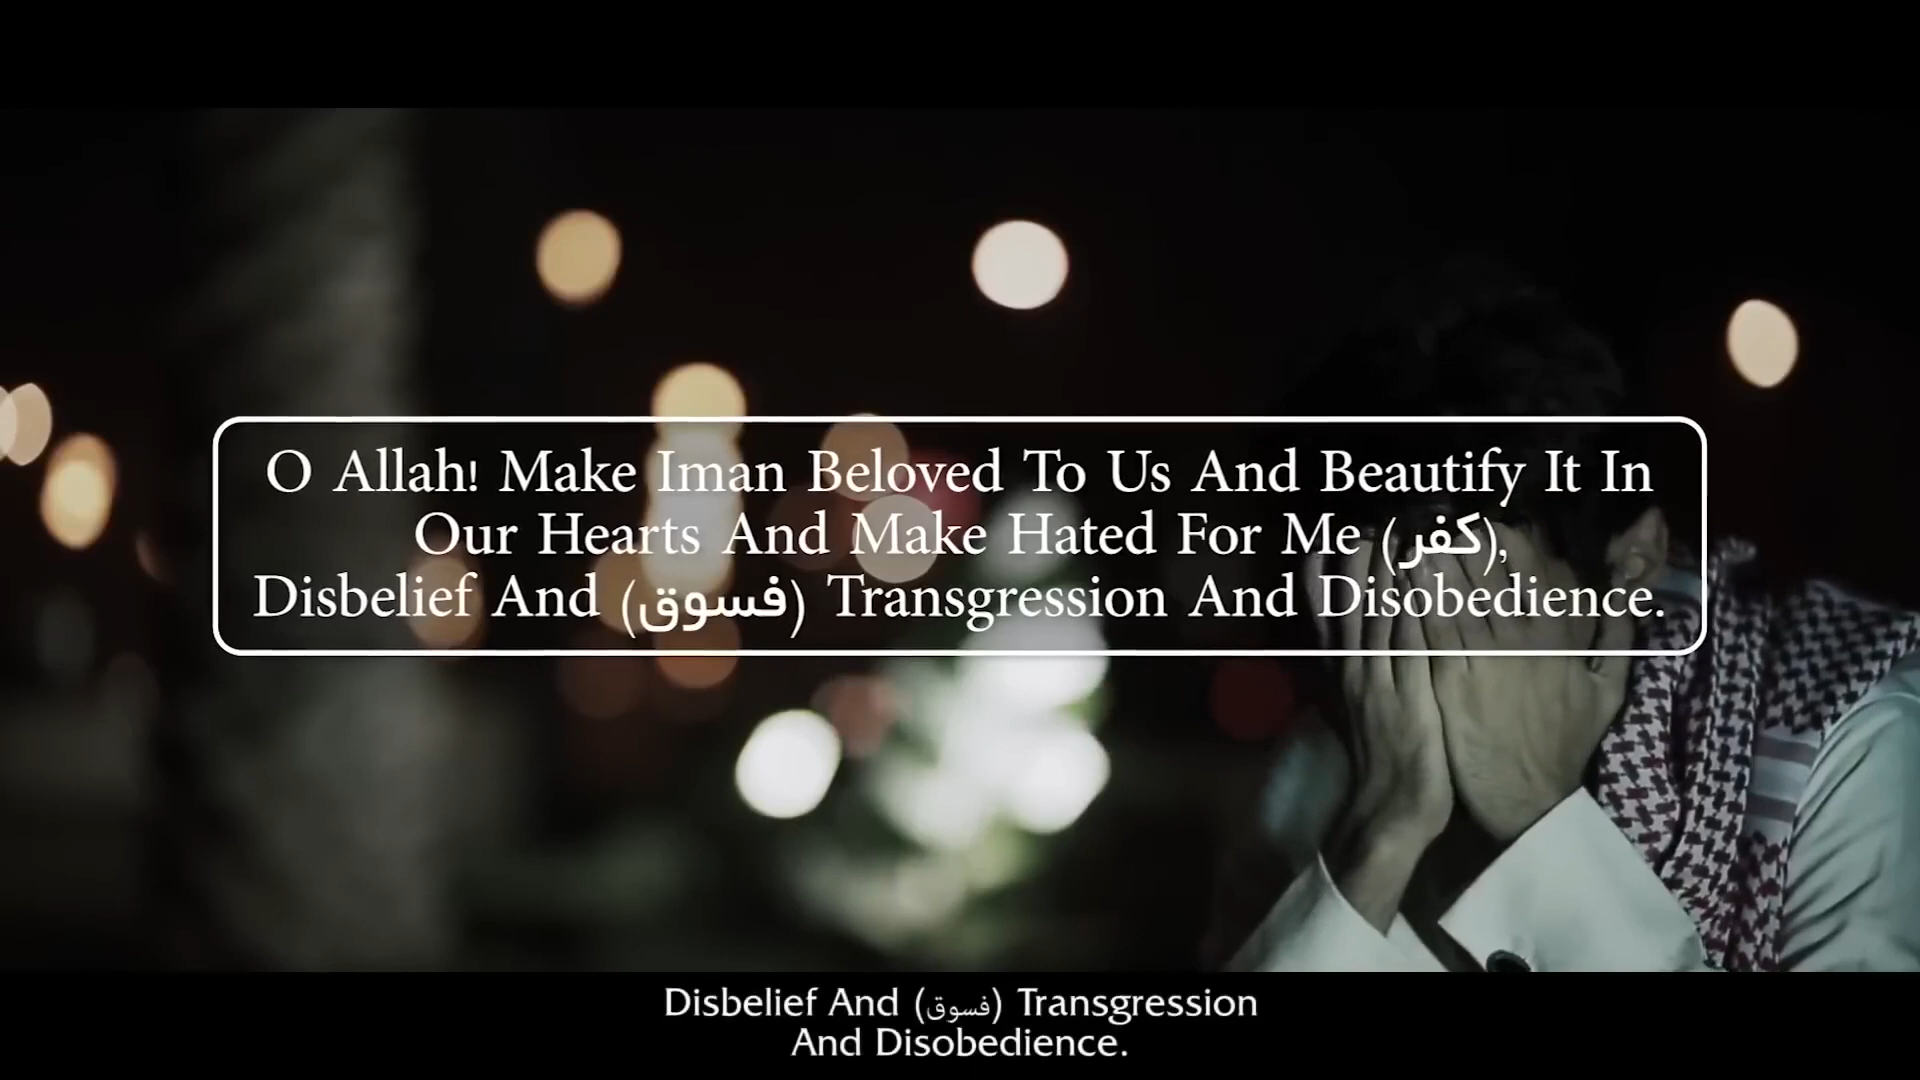 O Allah! Make Iman Beloved To Us And Beautify It In
Our Hearts And Make Hated For Me (كفر),
Disbelief And (فسوق) Transgression And Disobedience.
Disbelief And (فسوق) Transgression
And Disobedience.